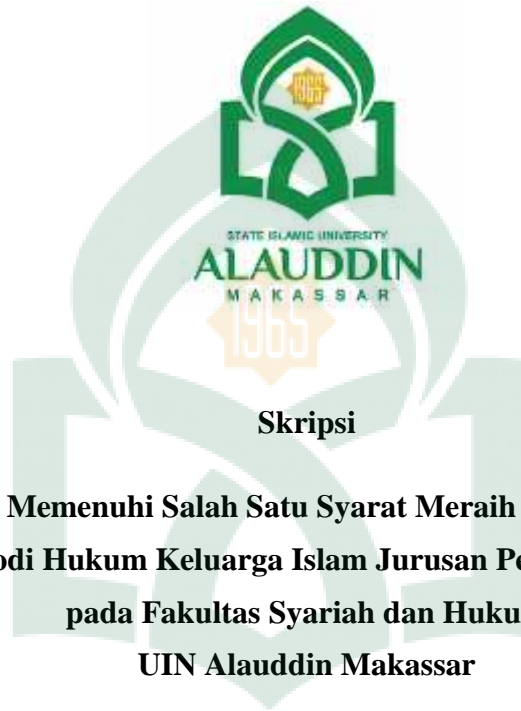 1965
STATE ISLAMIC UNIVERSITY
ALAUDDIN
MAKASSAR
1965
Skripsi
Memenuhi Salah Satu Syarat Meraih
odi Hukum Keluarga Islam Jurusan Pe
pada Fakultas Syariah dan Huku
UIN Alauddin Makassar